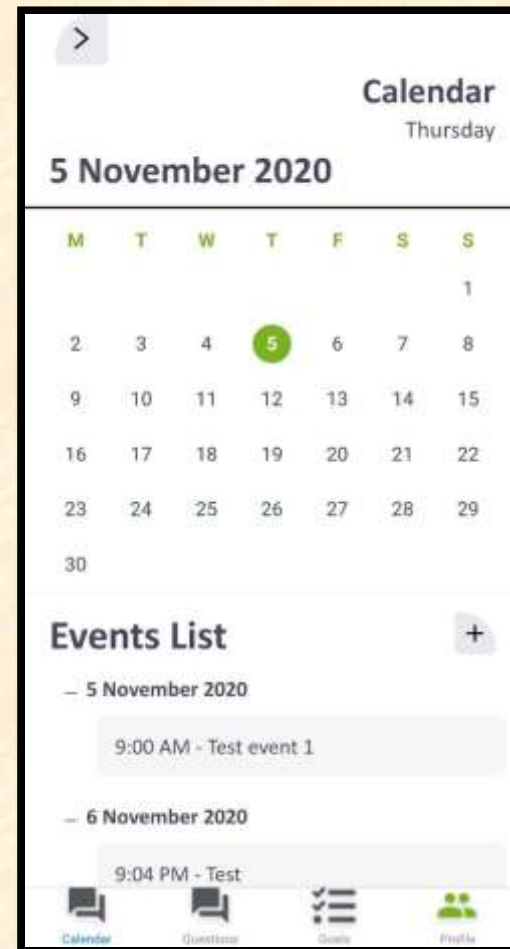 >
Calendar
Thursday
5 November 2020
M T W T F S S
1
2 3 4 5 6 7 8
9 10 11 12 13 14 15
16 17 18 19 20 21 22
23 24 25 26 27 28 29
30
Events List +
– 5 November 2020
9:00 AM - Test event 1
– 6 November 2020
9:04 PM - Test
Calendar Questions Goals Profile